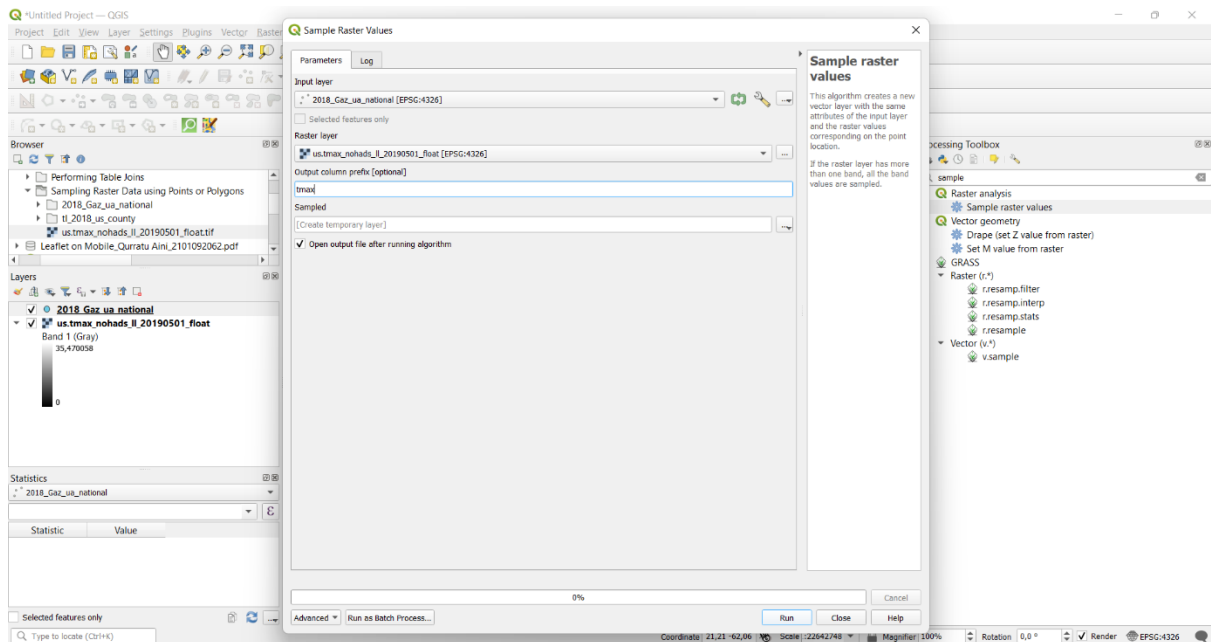 *Untitled Project — QGIS
Project Edit View Layer Settings Plugins Vector Raster
Browser
Performing Table Joins
Sampling Raster Data using Points or Polygons
2018_Gaz_ua_national
tl_2018_us_county
us.tmax_nohads_ll_20190501_float.tif
Leaflet on Mobile_Qurratu Aini_2101092062.pdf
Layers
2018_Gaz_ua_national
us.tmax_nohads_ll_20190501_float
Band 1 (Gray)
35,470058
0
Statistics
2018_Gaz_ua_national
ε
Statistic Value
Selected features only
Type to locate (Ctrl+K)
Sample Raster Values
Parameters Log
Input layer
2018_Gaz_ua_national [EPSG:4326]
Selected features only
Raster layer
us.tmax_nohads_ll_20190501_float [EPSG:4326]
Output column prefix [optional]
tmax
Sampled
[Create temporary layer]
Open output file after running algorithm
Sample raster
values
This algorithm creates a new
vector layer with the same
attributes of the input layer
and the raster values
corresponding on the point
location.
If the raster layer has more
than one band, all the band
values are sampled.
0%
Cancel
Advanced Run as Batch Process...
Run Close Help
ocessing Toolbox
sample
Raster analysis
Sample raster values
Vector geometry
Drape (set Z value from raster)
Set M value from raster
GRASS
Raster (r.*)
r.resamp.filter
r.resamp.interp
r.resamp.stats
r.resample
Vector (v.*)
v.sample
Coordinate 21,21 -62,06 Scale :22642748 Magnifier 100% Rotation 0,0 ° Render EPSG:4326